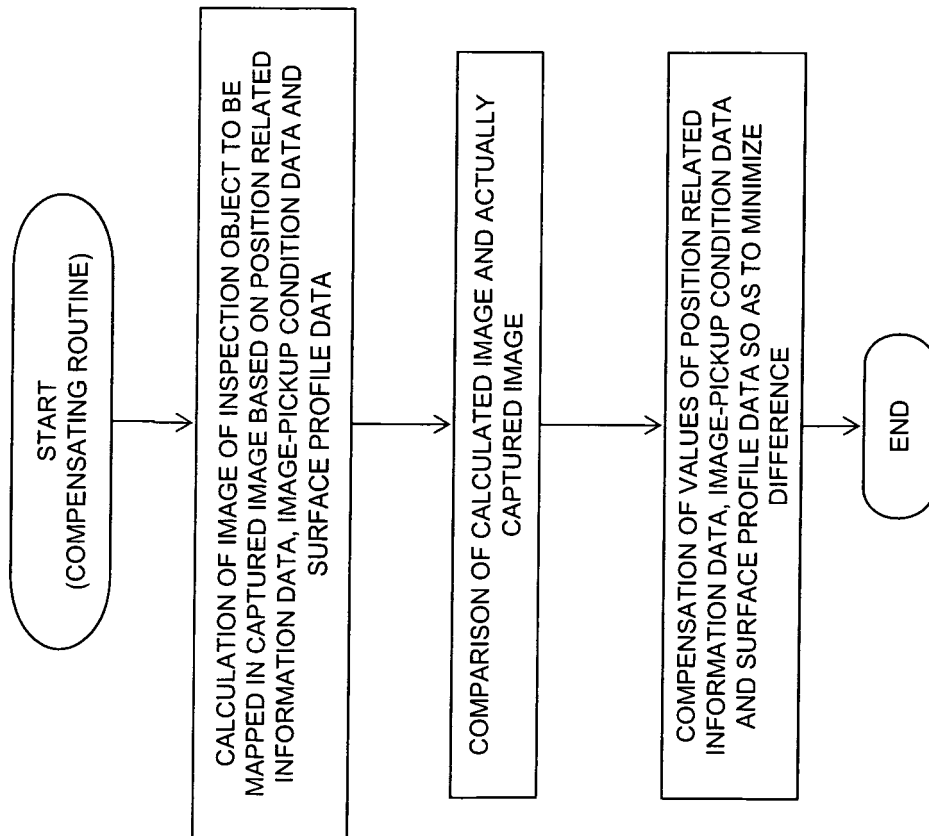 START
(COMPENSATING ROUTINE)
CALCULATION OF IMAGE OF INSPECTION OBJECT TO BE
MAPPED IN CAPTURED IMAGE BASED ON POSITION RELATED
INFORMATION DATA, IMAGE-PICKUP CONDITION DATA AND
SURFACE PROFILE DATA
COMPARISON OF CALCULATED IMAGE AND ACTUALLY
CAPTURED IMAGE
COMPENSATION OF VALUES OF POSITION RELATED
INFORMATION DATA, IMAGE-PICKUP CONDITION DATA
AND SURFACE PROFILE DATA SO AS TO MINIMIZE
DIFFERENCE
END